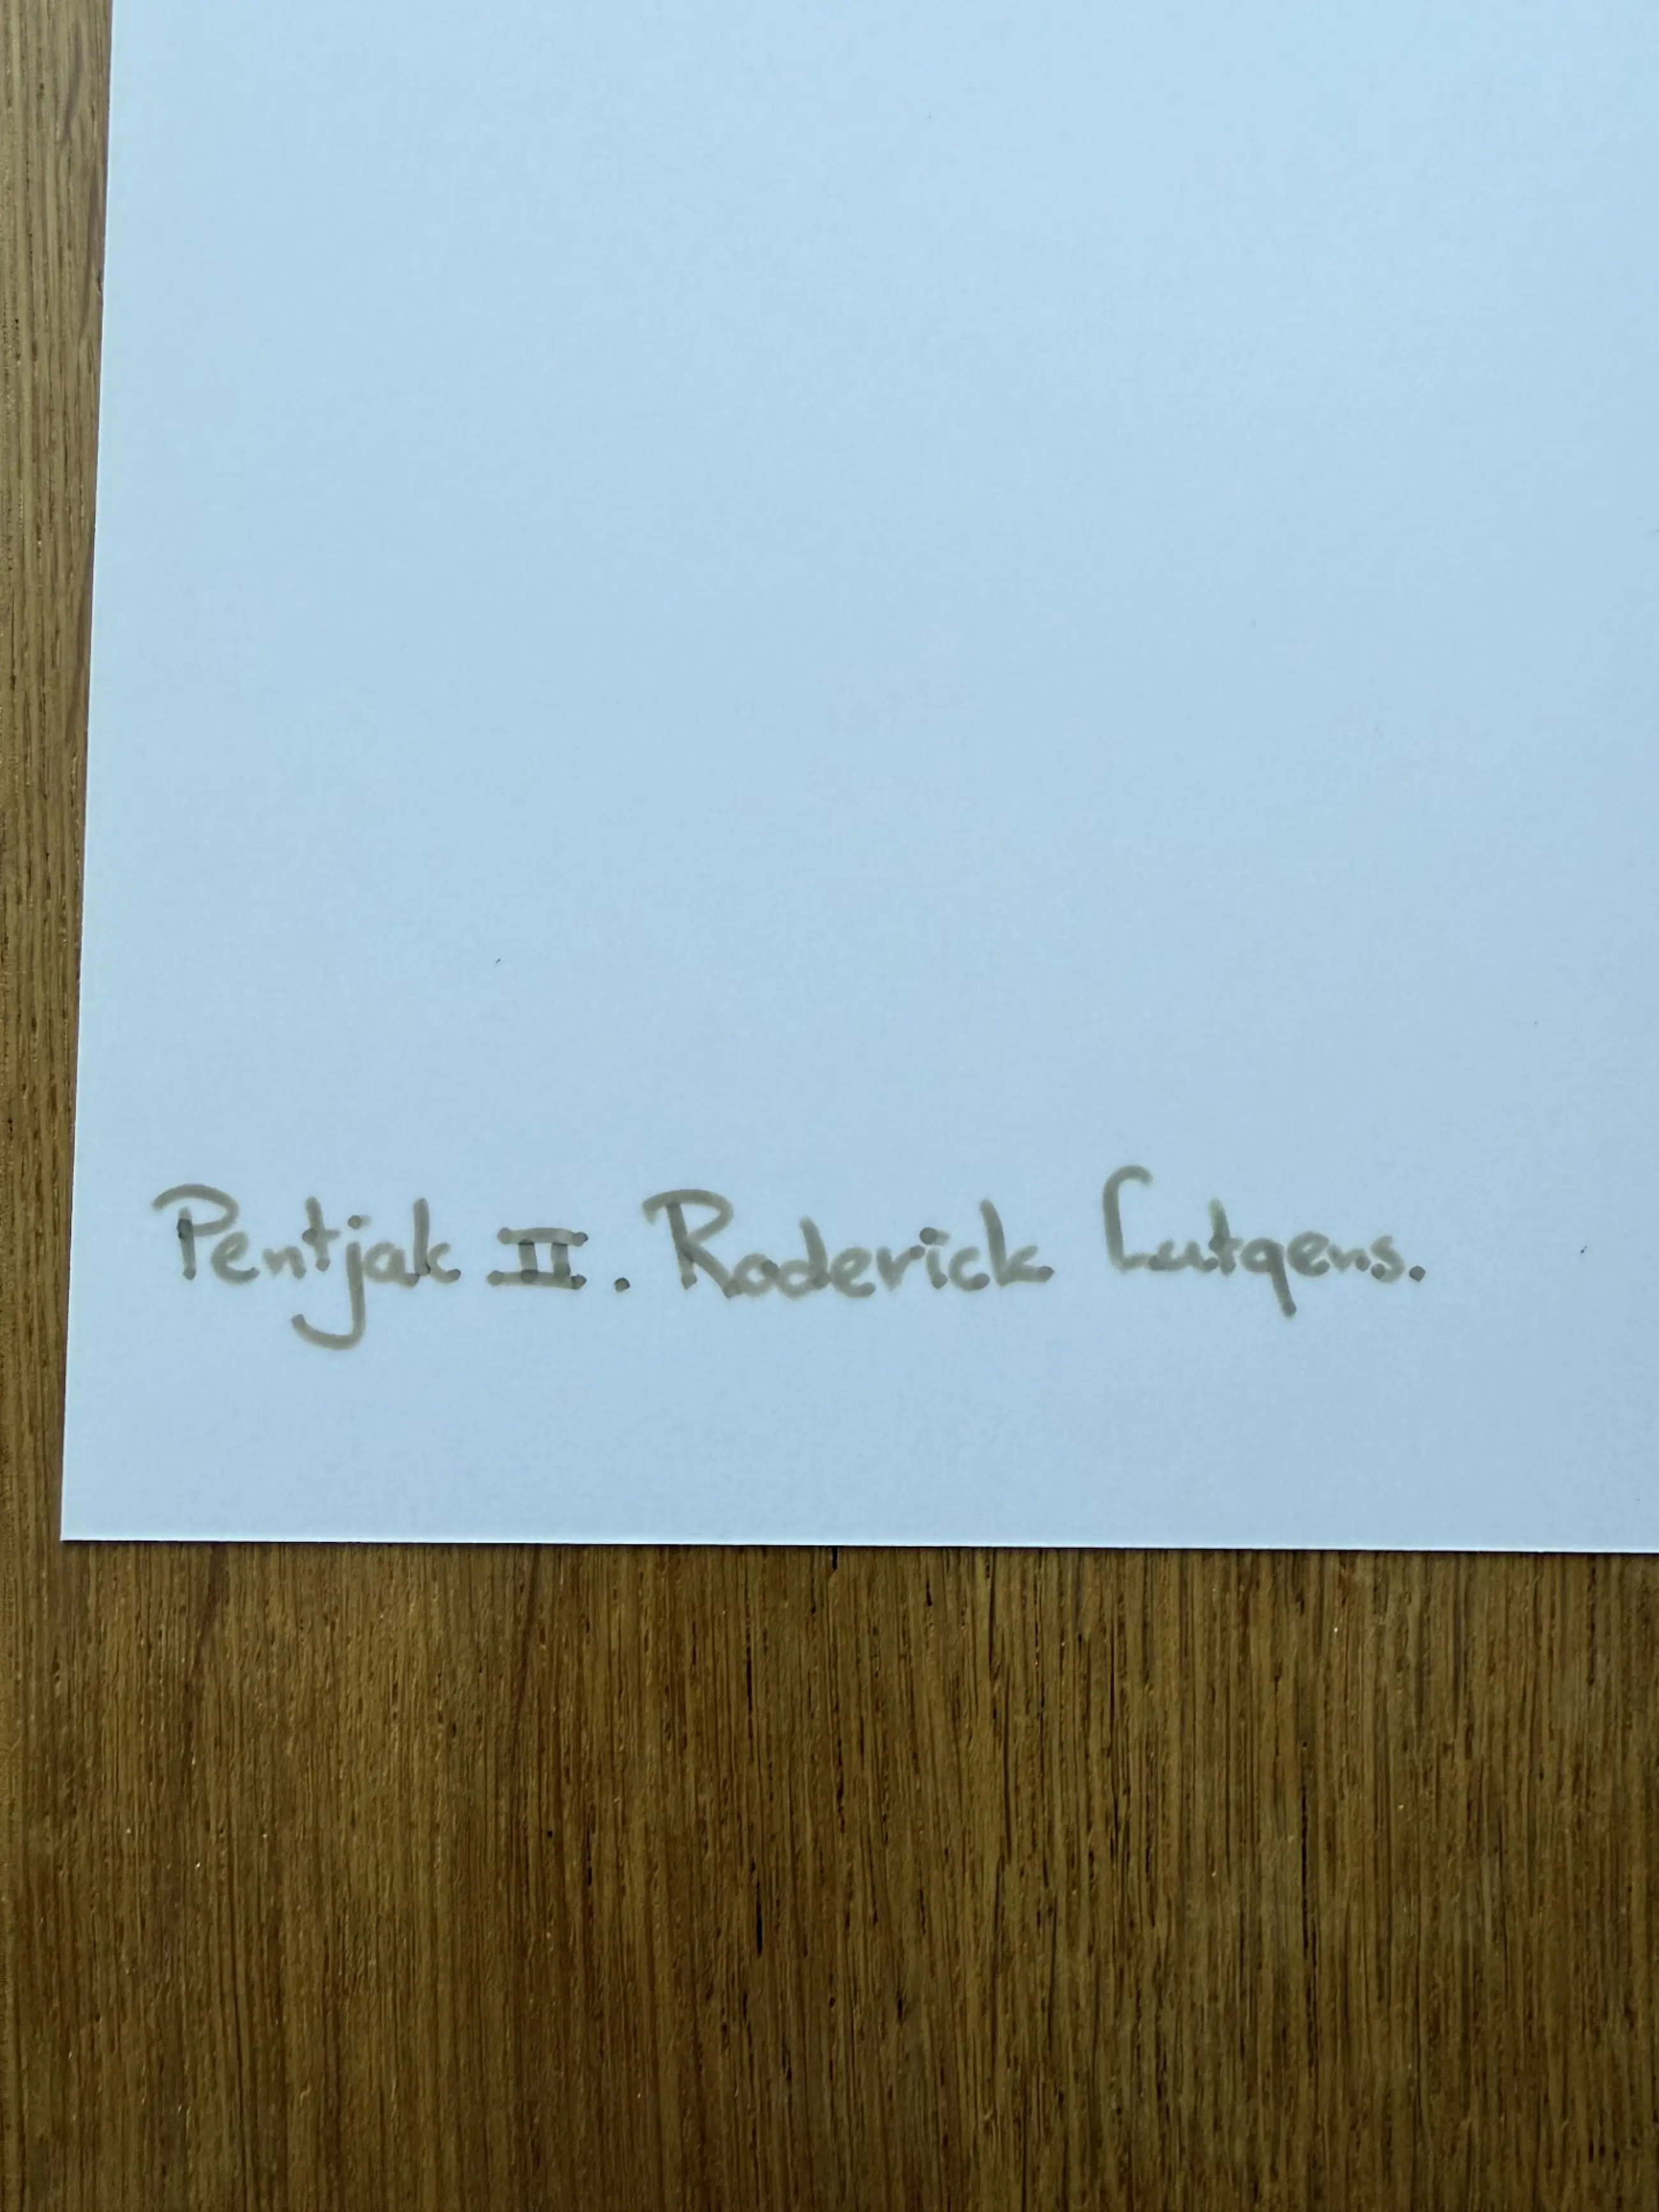 Pentjak II. Roderick Lutgens.